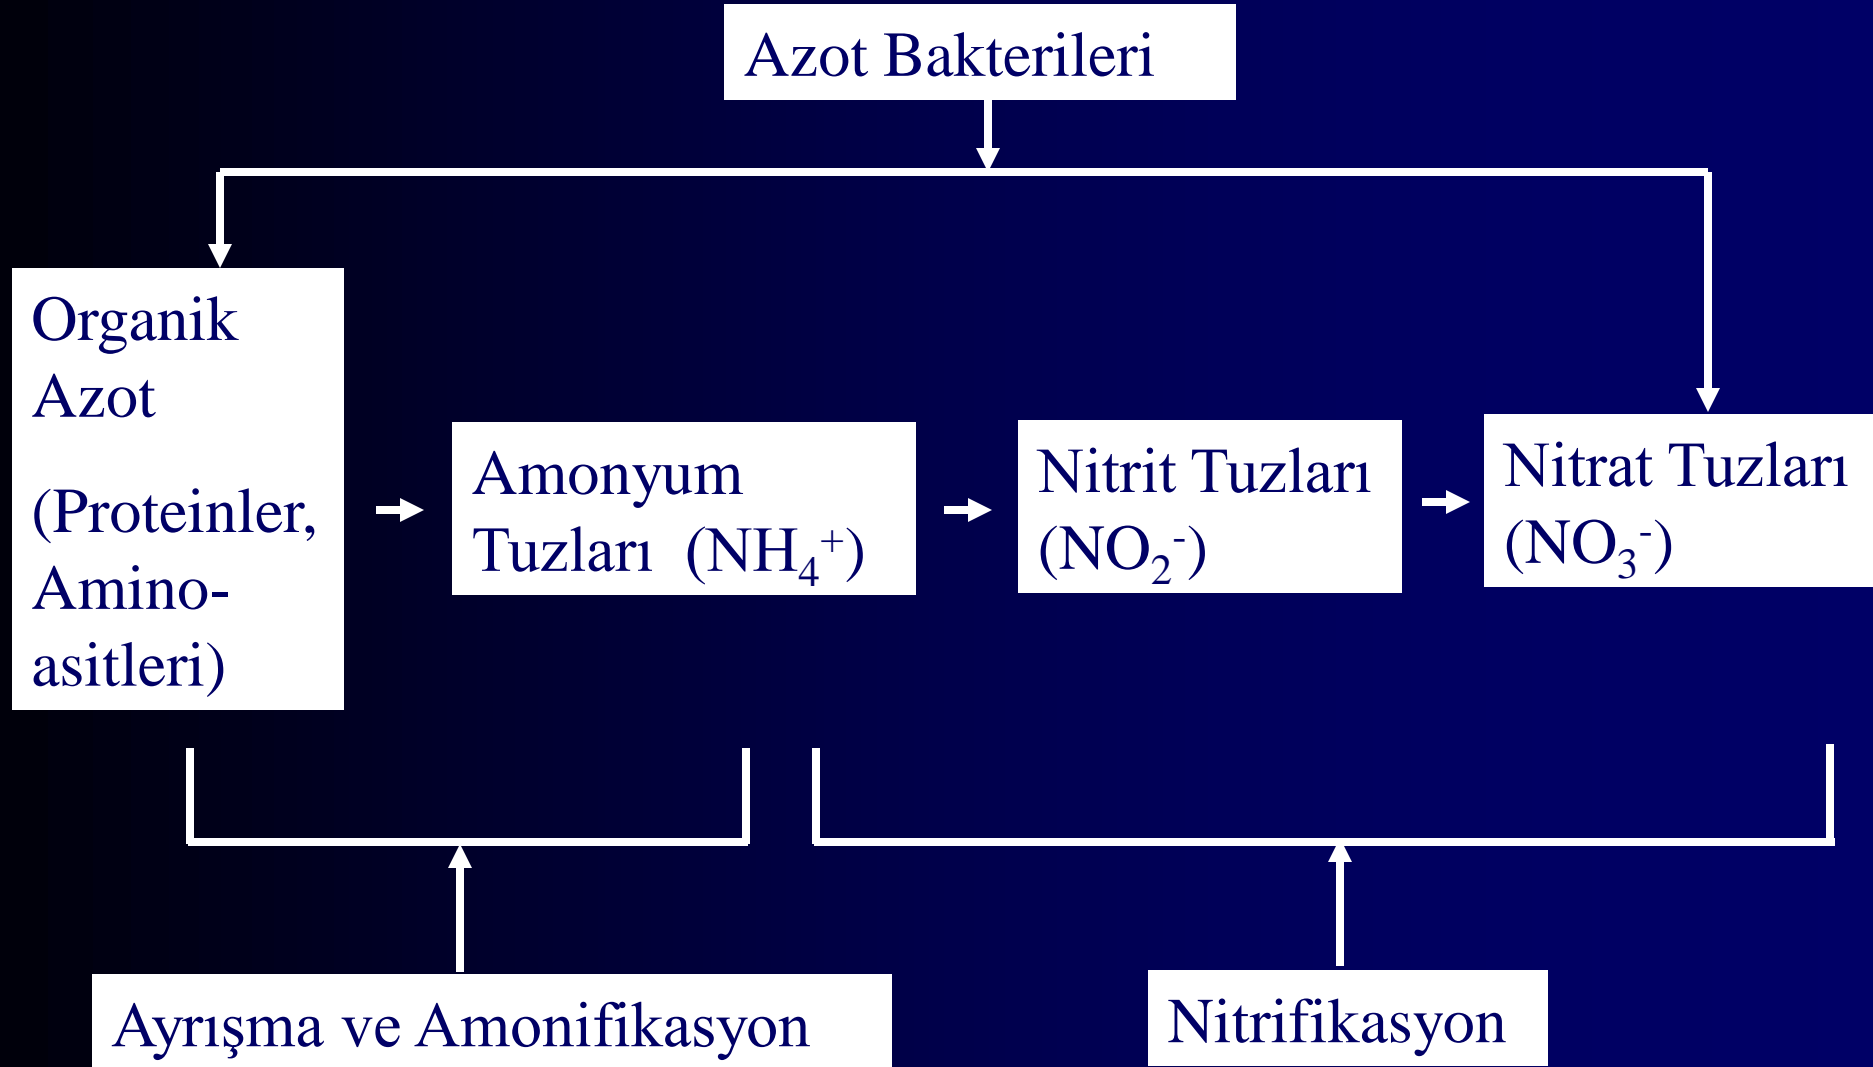 Azot Bakterileri
Organik
Azot
(Proteinler,
Amino-
asitleri)
Amonyum
Tuzları (NH₄⁺)
Nitrit Tuzları
(NO₂⁻)
Nitrat Tuzları
(NO₃⁻)
Ayrışma ve Amonifikasyon
Nitrifikasyon